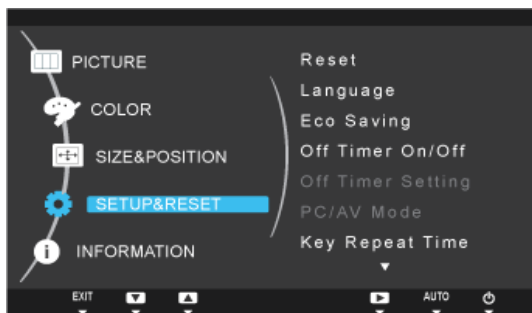 PICTURE
COLOR
SIZE&POSITION
SETUP&RESET
INFORMATION
Reset
Language
Eco Saving
Off Timer On/Off
Off Timer Setting
PC/AV Mode
Key Repeat Time
EXIT
AUTO